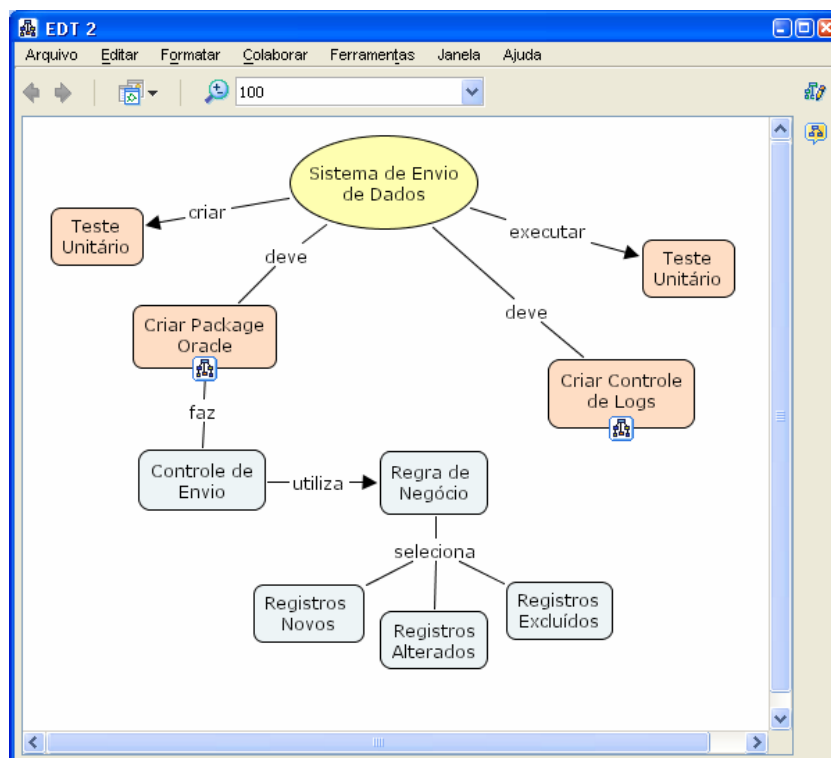 EDT 2
Arquivo Editar Formatar Colaborar Ferramentas Janela Ajuda
100
Sistema de Envio
de Dados
criar
Teste
Unitário
executar
Teste
Unitário
deve
Criar Package
Oracle
deve
Criar Controle
de Logs
faz
Controle de
Envio
utiliza
Regra de
Negócio
seleciona
Registros
Novos
Registros
Alterados
Registros
Excluídos